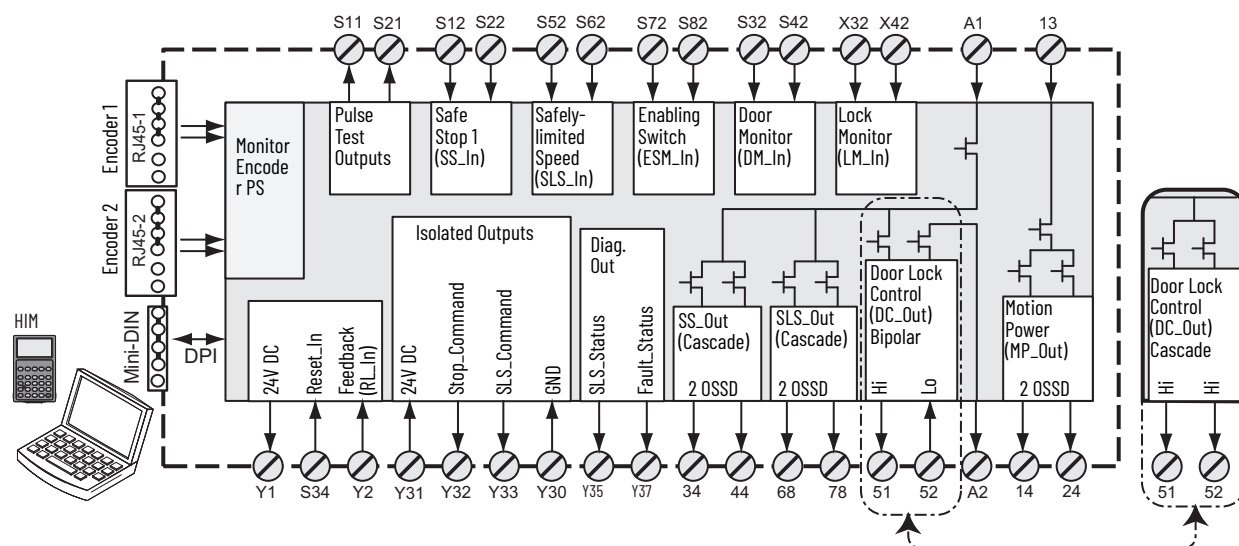 S11 S21 S12 S22 S52 S62 S72 S82 S32 S42 X32 X42 A1 13
Encoder 1
RJ45-1
Encoder 2
RJ45-2
Mini-DIN
HIM
DPI
Monitor
Encode
r PS
Pulse
Test
Outputs
Safe
Stop 1
(SS_In)
Safely-
limited
Speed
(SLS_In)
Enabling
Switch
(ESM_In)
Door
Monitor
(DM_In)
Lock
Monitor
(LM_In)
24V DC
Reset_In
Feedback
(RL_In)
Isolated Outputs
24V DC
Stop_Command
SLS_Command
GND
Diag.
Out
SLS_Status
Fault_Status
SS_Out
(Cascade)
2 OSSD
SLS_Out
(Cascade)
2 OSSD
Door Lock
Control
(DC_Out)
Bipolar
Hi
Lo
Motion
Power
(MP_Out)
2 OSSD
Door Lock
Control
(DC_Out)
Cascade
Hi
Hi
Y1 S34 Y2 Y31 Y32 Y33 Y30 Y35 Y37 34 44 68 78 51 52 A2 14 24
51 52